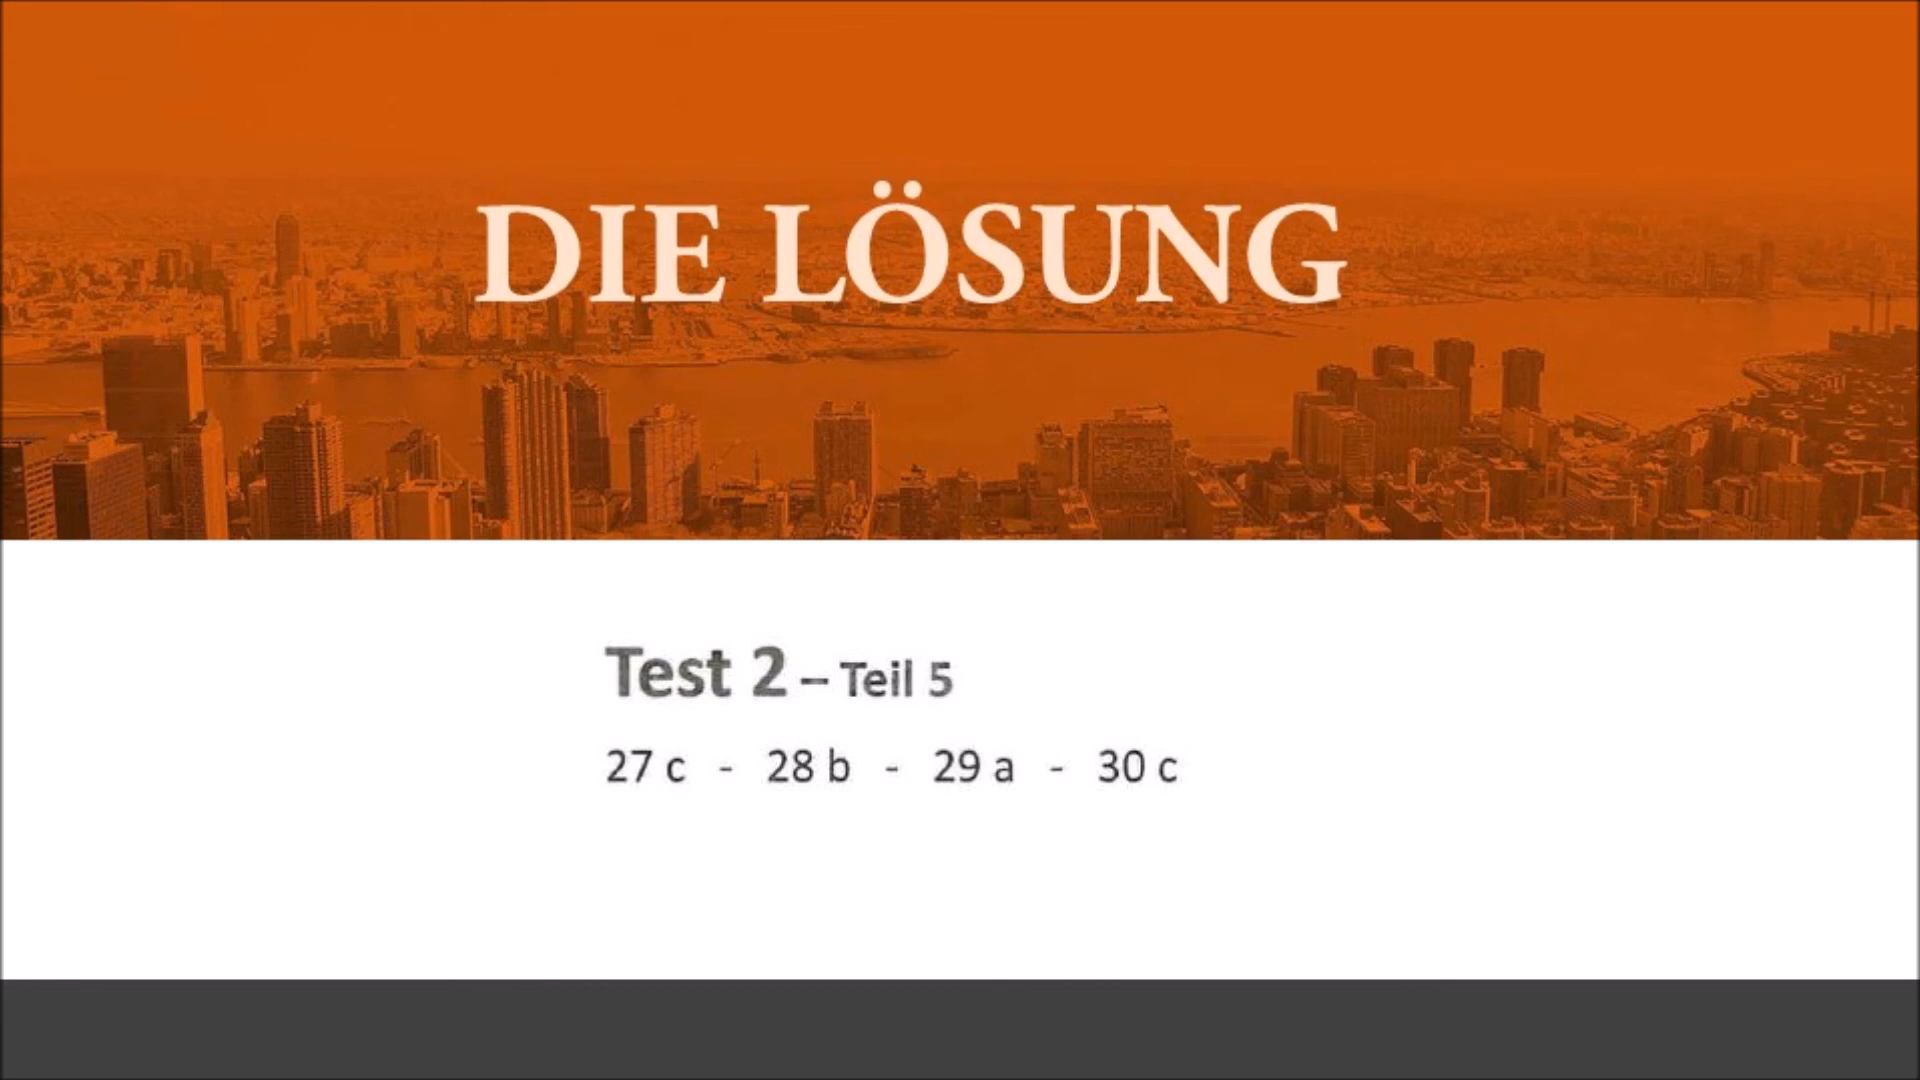 DIE LÖSUNG
Test 2 – Teil 5
27 c - 28 b - 29 a - 30 c